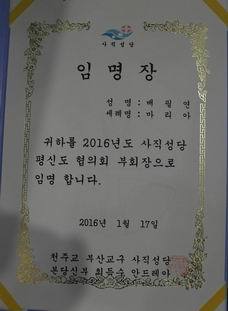 사직성당
임 명 장
성 명 : 배 필 연
세례명 : 마 리 아
귀하를 2016년도 사직성당
평신도 협의회 부회장으로
임명 합니다.
2016년 1월 17일
천주교 부산교구 사직성당
본당신부 최득수 안드레아